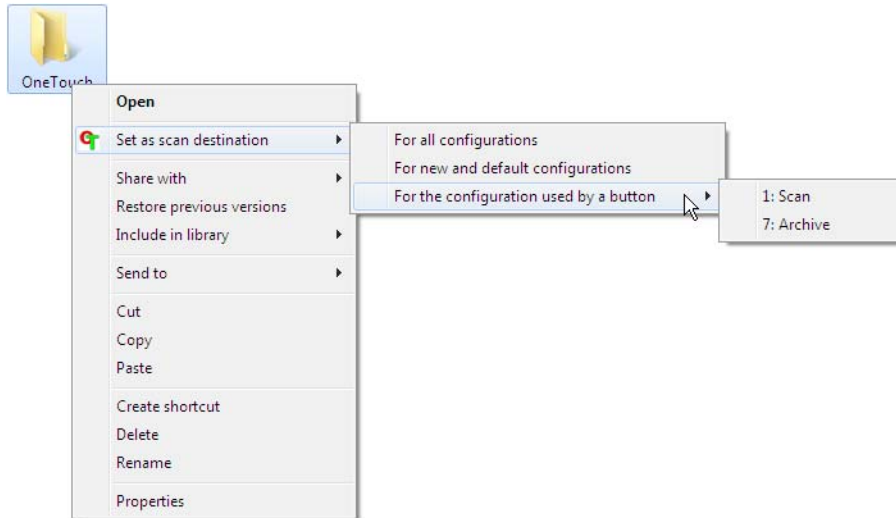 OneTouch
Open
Set as scan destination
Share with
Restore previous versions
Include in library
Send to
Cut
Copy
Paste
Create shortcut
Delete
Rename
Properties
For all configurations
For new and default configurations
For the configuration used by a button
1: Scan
7: Archive